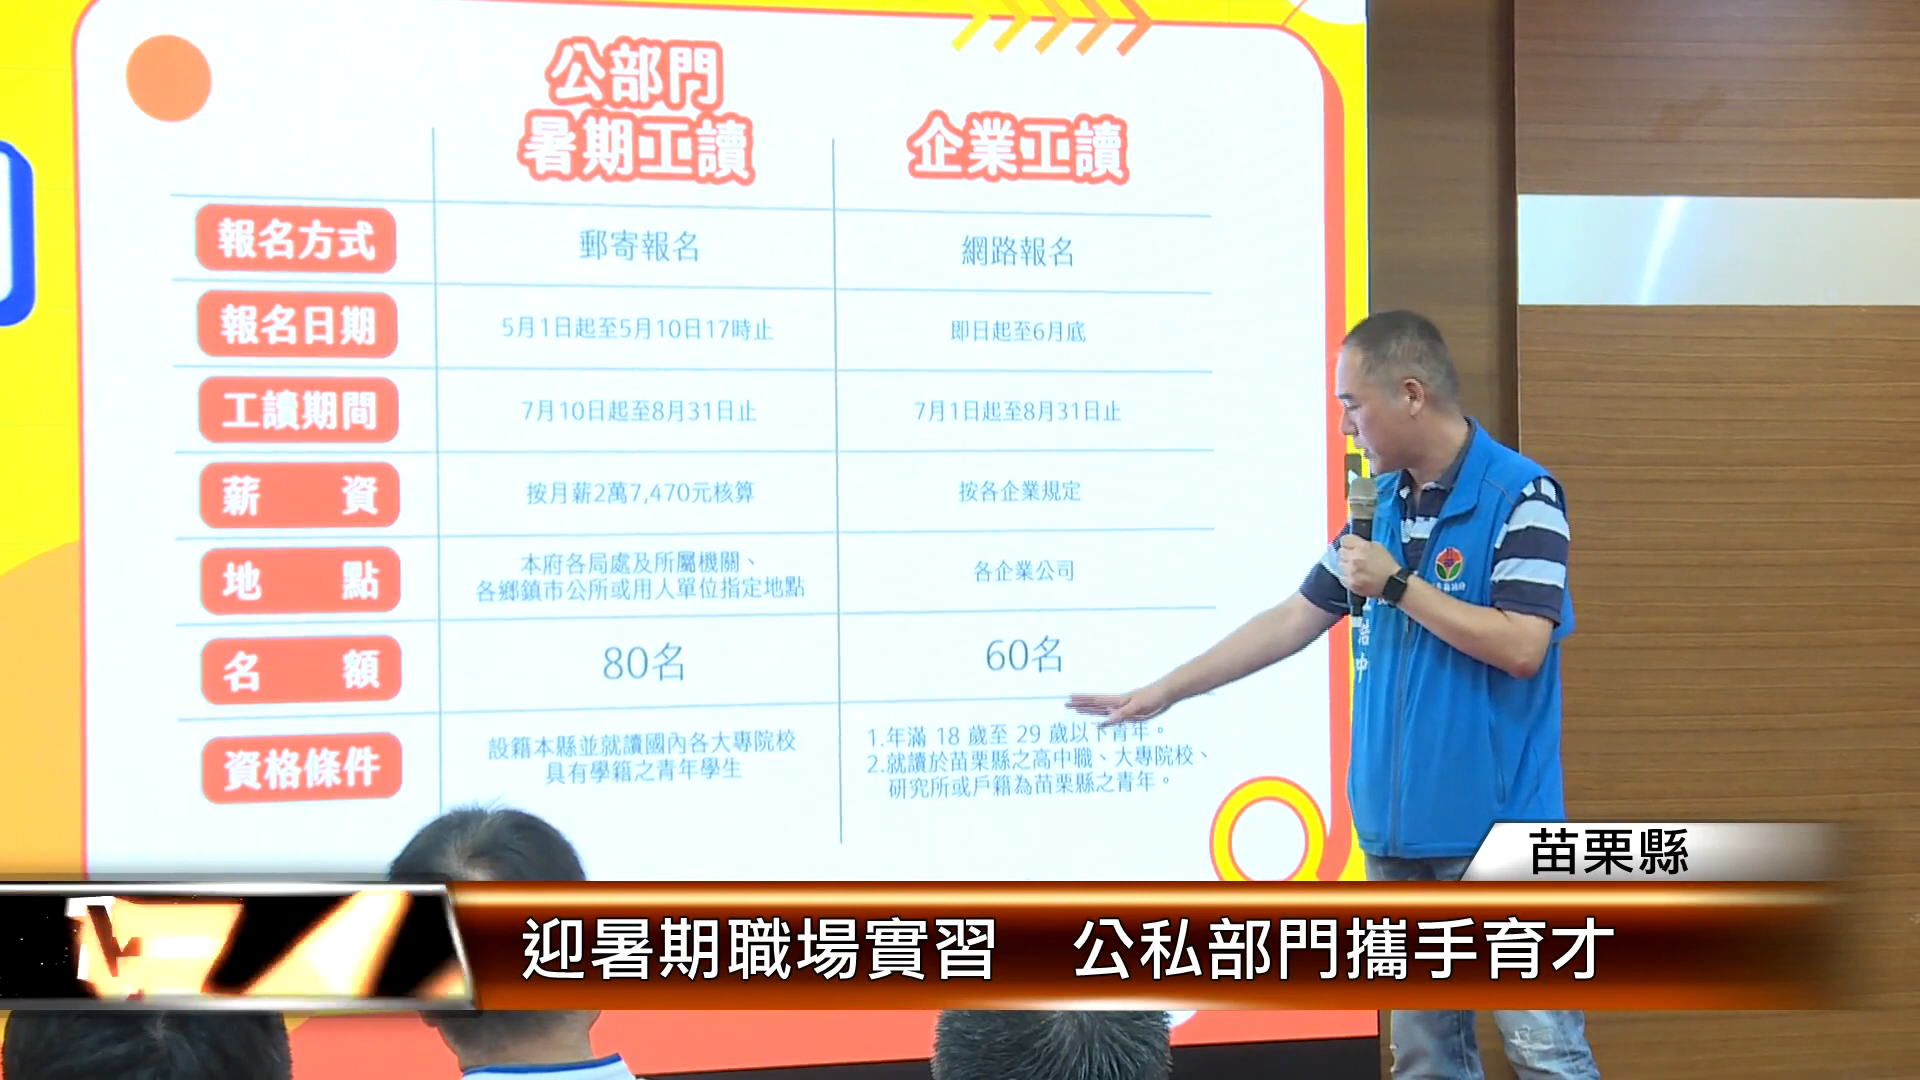 公部門
暑期工讀
企業工讀
報名方式
郵寄報名
網路報名
報名日期
5月1日起至5月10日17時止
即日起至6月底
工讀期間
7月10日起至8月31日止
7月1日起至8月31日止
薪 資
按月薪2萬7,470元核算
按各企業規定
地 點
本府各局處及所屬機關、
各鄉鎮市公所或用人單位指定地點
各企業公司
名 額
80名
60名
資格條件
設籍本縣並就讀國內各大專院校
具有學籍之青年學生
1.年滿 18 歲至 29 歲以下青年。
2.就讀於苗栗縣之高中職、大專院校、
研究所或戶籍為苗栗縣之青年。
浩中
苗栗縣
迎暑期職場實習 公私部門攜手育才